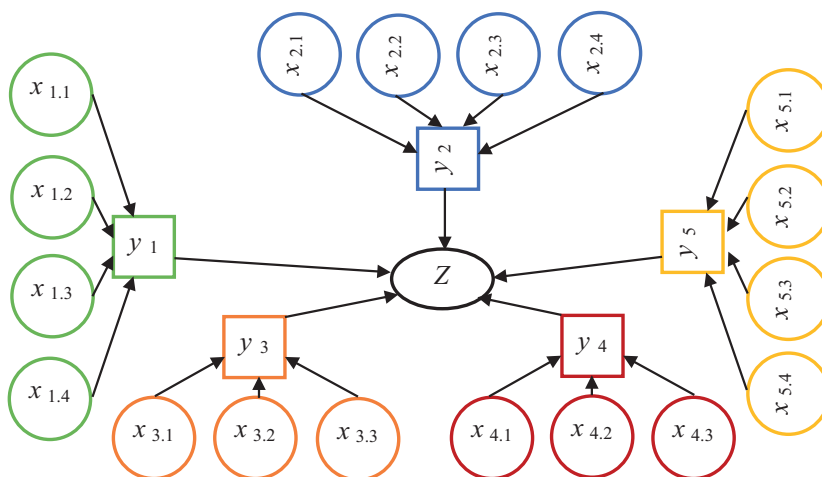 x 1.1
x 1.2
x 1.3
x 1.4
y 1
x 2.1
x 2.2
x 2.3
x 2.4
y 2
x 5.1
x 5.2
x 5.3
x 5.4
y 5
Z
y 3
x 3.1
x 3.2
x 3.3
y 4
x 4.1
x 4.2
x 4.3